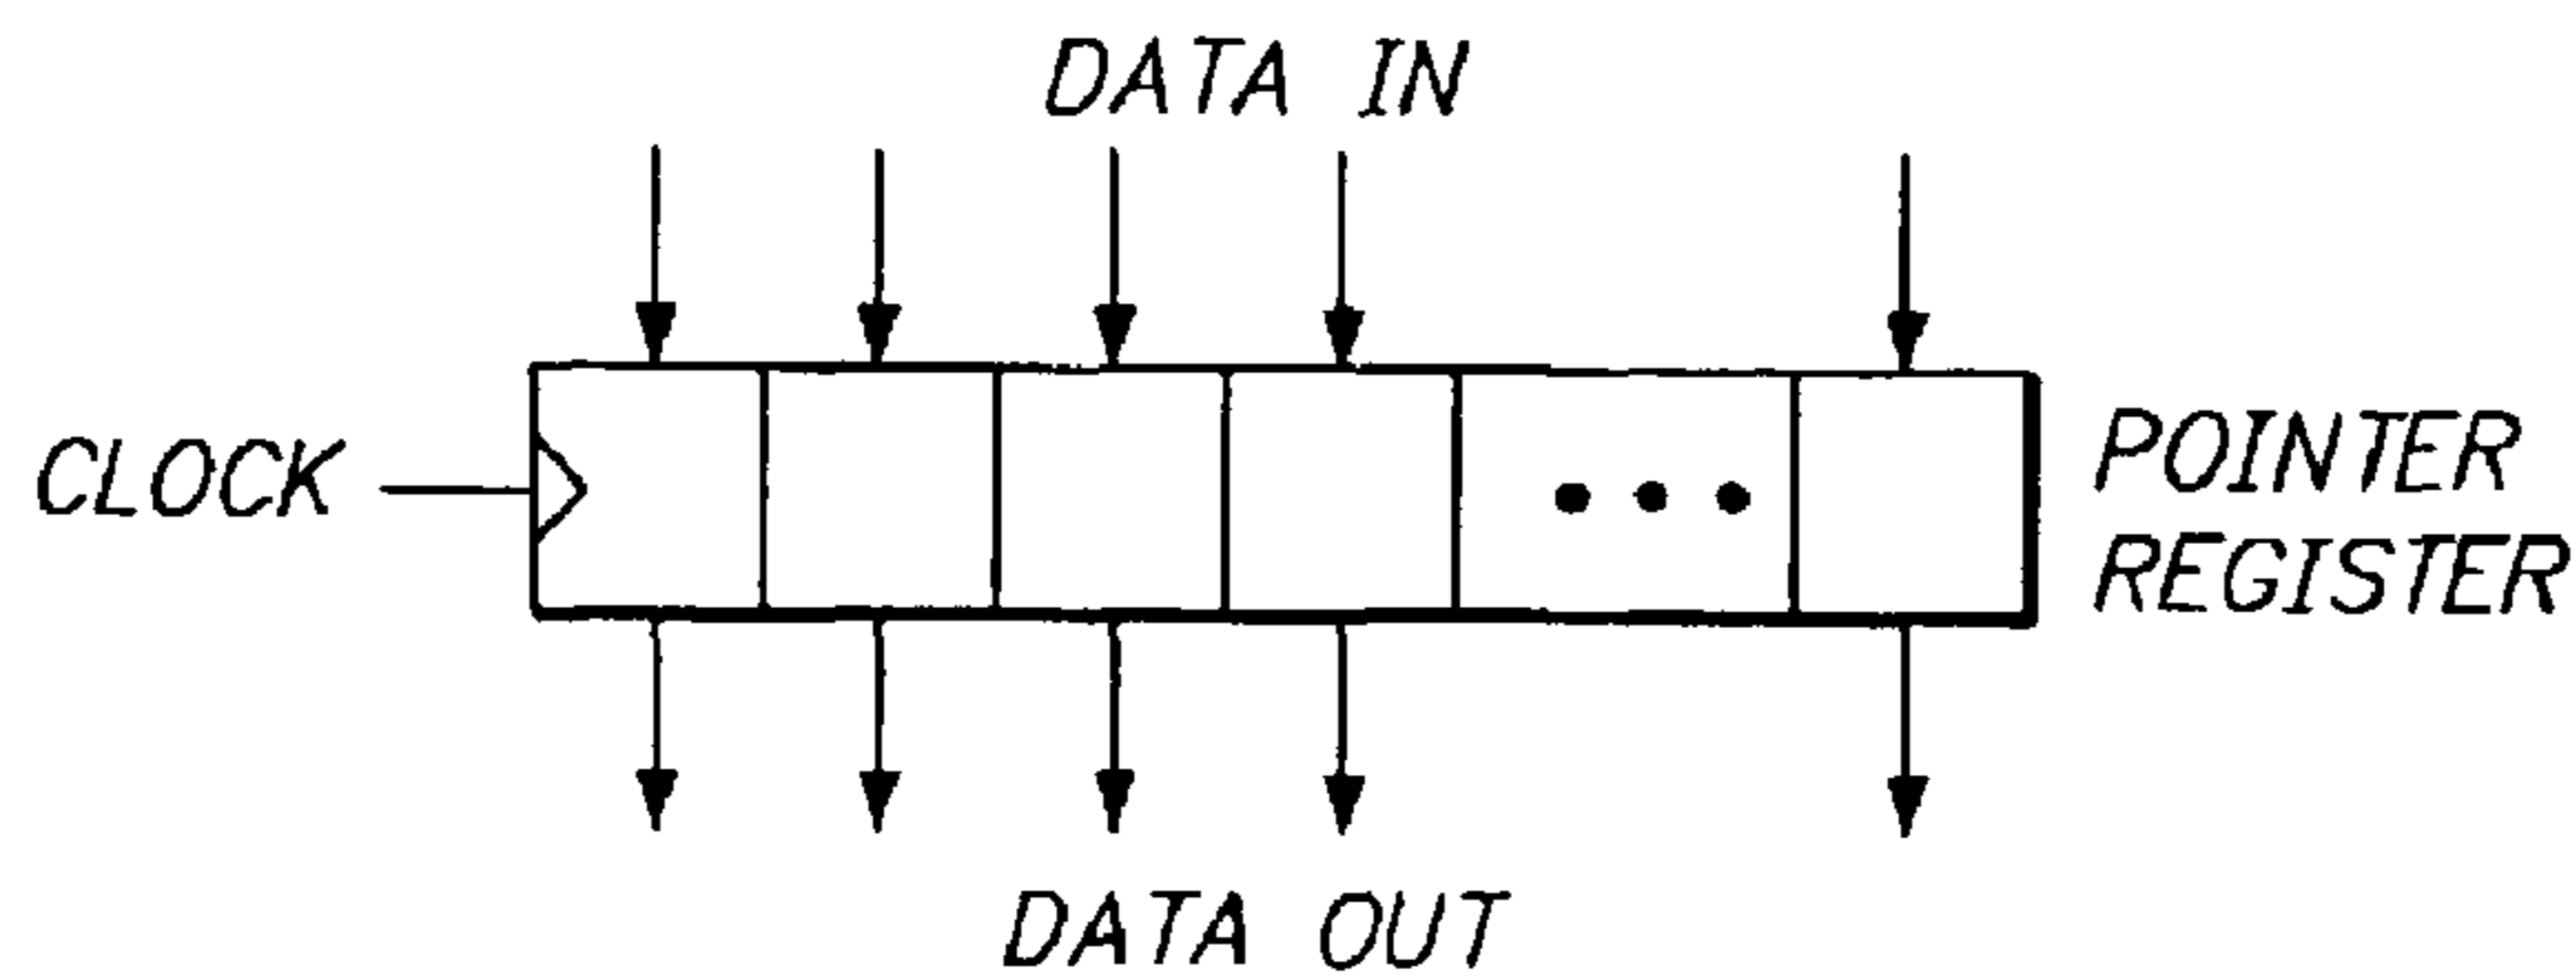 DATA IN
CLOCK
POINTER
REGISTER
DATA OUT